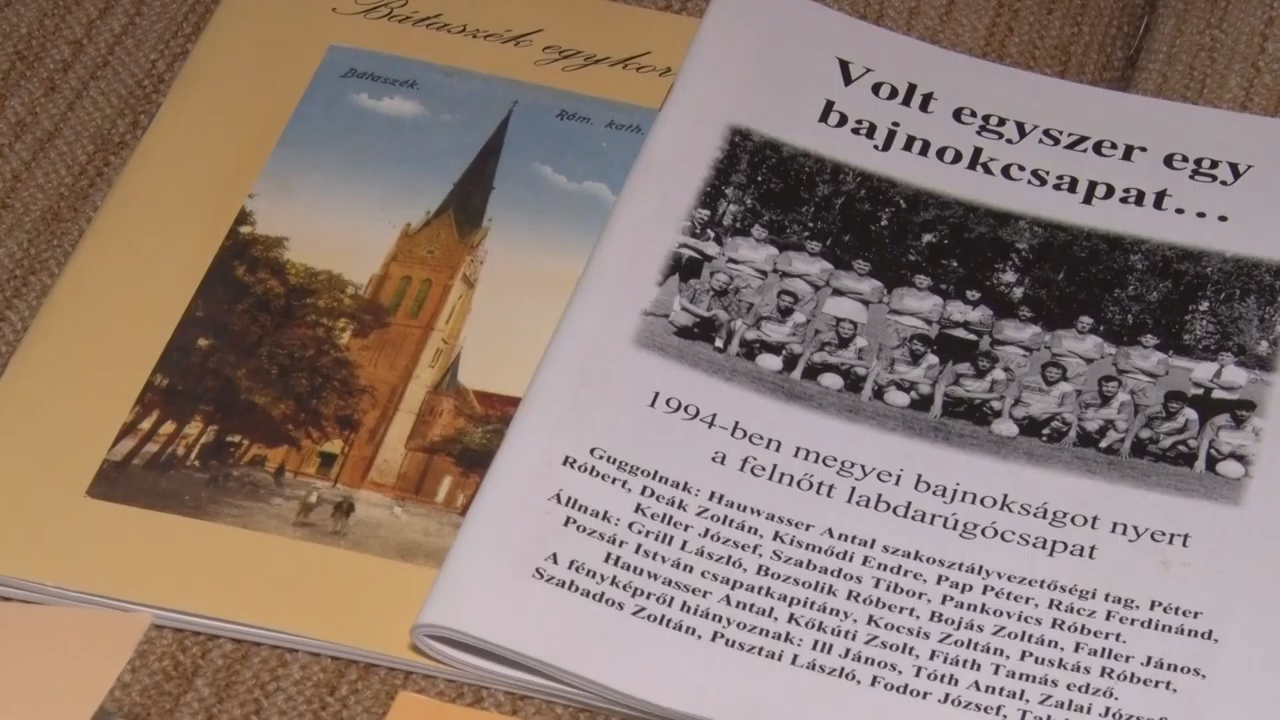 Bátaszék egykor
Bátaszék.
Róm. kath.
Volt egyszer egy
bajnokcsapat...
1994-ben megyei bajnokságot nyert
a felnőtt labdarúgócsapat
Guggolnak: Hauwasser Antal szakosztályvezetőségi tag, Péter
Róbert, Deák Zoltán, Kismődi Endre, Pap Péter, Rácz Ferdinánd,
Keller József, Szabados Tibor, Pankovics Róbert.
Állnak: Grill László, Bozsolik Róbert, Bojás Zoltán, Faller János,
Pozsár István csapatkapitány, Kocsis Zoltán, Puskás Róbert,
Hauwasser Antal, Kőkúti Zsolt, Fiáth Tamás edző.
A fényképről hiányoznak: Ill János, Tóth Antal, Zalai József
Szabados Zoltán, Pusztai László, Fodor József,